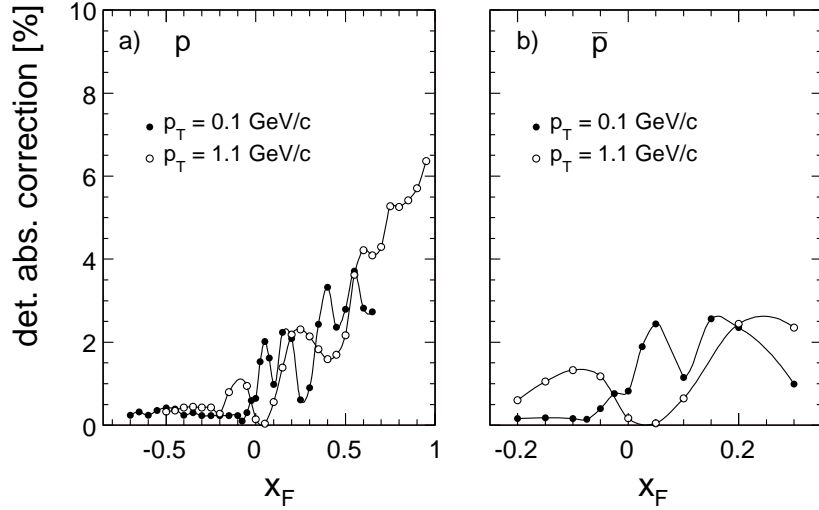 det. abs. correction [%]
10
8
6
4
2
0
a) p
p_T = 0.1 GeV/c
p_T = 1.1 GeV/c
-0.5 0 0.5 1
x_F
b) p̅
p_T = 0.1 GeV/c
p_T = 1.1 GeV/c
-0.2 0 0.2
x_F